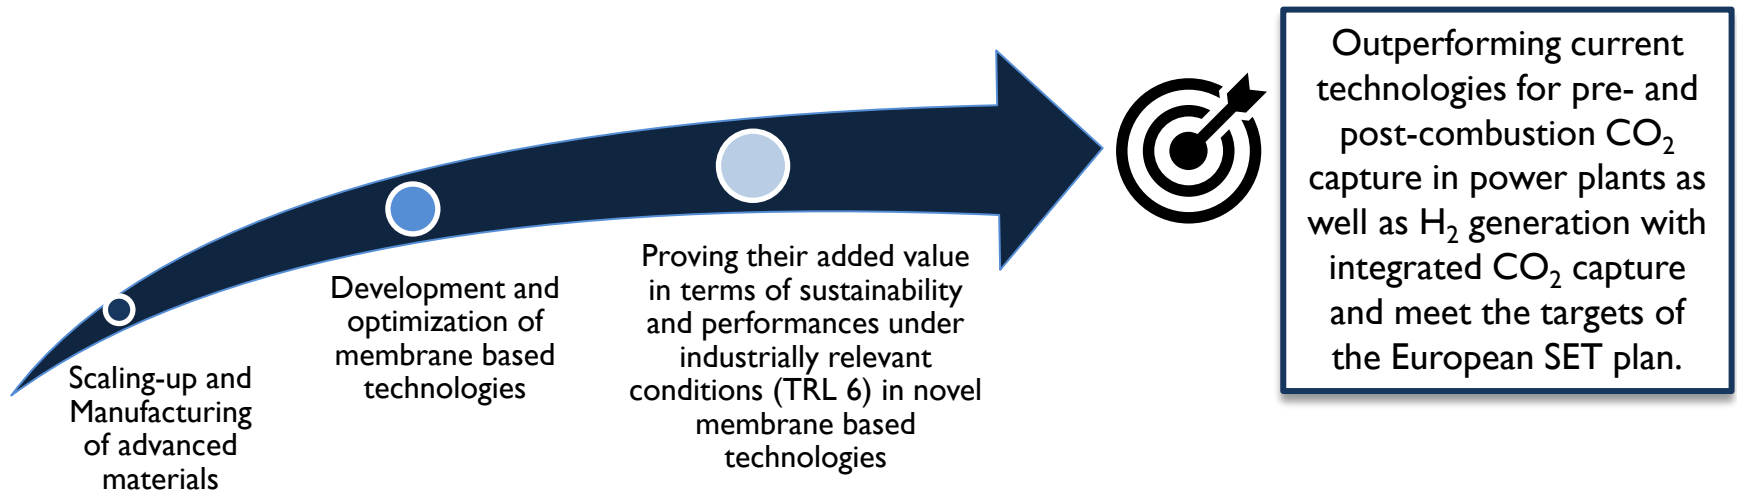 Scaling-up and
Manufacturing
of advanced
materials
Development and
optimization of
membrane based
technologies
Proving their added value
in terms of sustainability
and performances under
industrially relevant
conditions (TRL 6) in novel
membrane based
technologies
Outperforming current
technologies for pre- and
post-combustion CO₂
capture in power plants as
well as H₂ generation with
integrated CO₂ capture
and meet the targets of
the European SET plan.